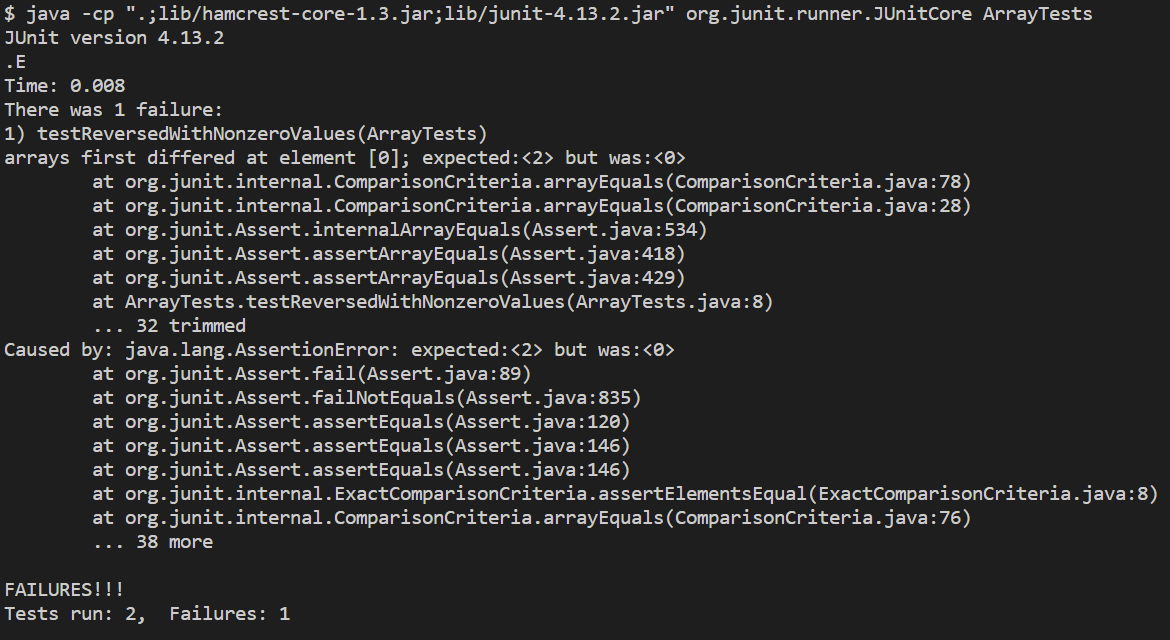 $ java -cp ".;lib/hamcrest-core-1.3.jar;lib/junit-4.13.2.jar" org.junit.runner.JUnitCore ArrayTests
JUnit version 4.13.2
.E
Time: 0.008
There was 1 failure:
1) testReversedWithNonzeroValues(ArrayTests)
arrays first differed at element [0]; expected:<2> but was:<0>
        at org.junit.internal.ComparisonCriteria.arrayEquals(ComparisonCriteria.java:78)
        at org.junit.internal.ComparisonCriteria.arrayEquals(ComparisonCriteria.java:28)
        at org.junit.Assert.internalArrayEquals(Assert.java:534)
        at org.junit.Assert.assertArrayEquals(Assert.java:418)
        at org.junit.Assert.assertArrayEquals(Assert.java:429)
        at ArrayTests.testReversedWithNonzeroValues(ArrayTests.java:8)
        ... 32 trimmed
Caused by: java.lang.AssertionError: expected:<2> but was:<0>
        at org.junit.Assert.fail(Assert.java:89)
        at org.junit.Assert.failNotEquals(Assert.java:835)
        at org.junit.Assert.assertEquals(Assert.java:120)
        at org.junit.Assert.assertEquals(Assert.java:146)
        at org.junit.Assert.assertEquals(Assert.java:146)
        at org.junit.internal.ExactComparisonCriteria.assertElementsEqual(ExactComparisonCriteria.java:8)
        at org.junit.internal.ComparisonCriteria.arrayEquals(ComparisonCriteria.java:76)
        ... 38 more

FAILURES!!!
Tests run: 2,  Failures: 1